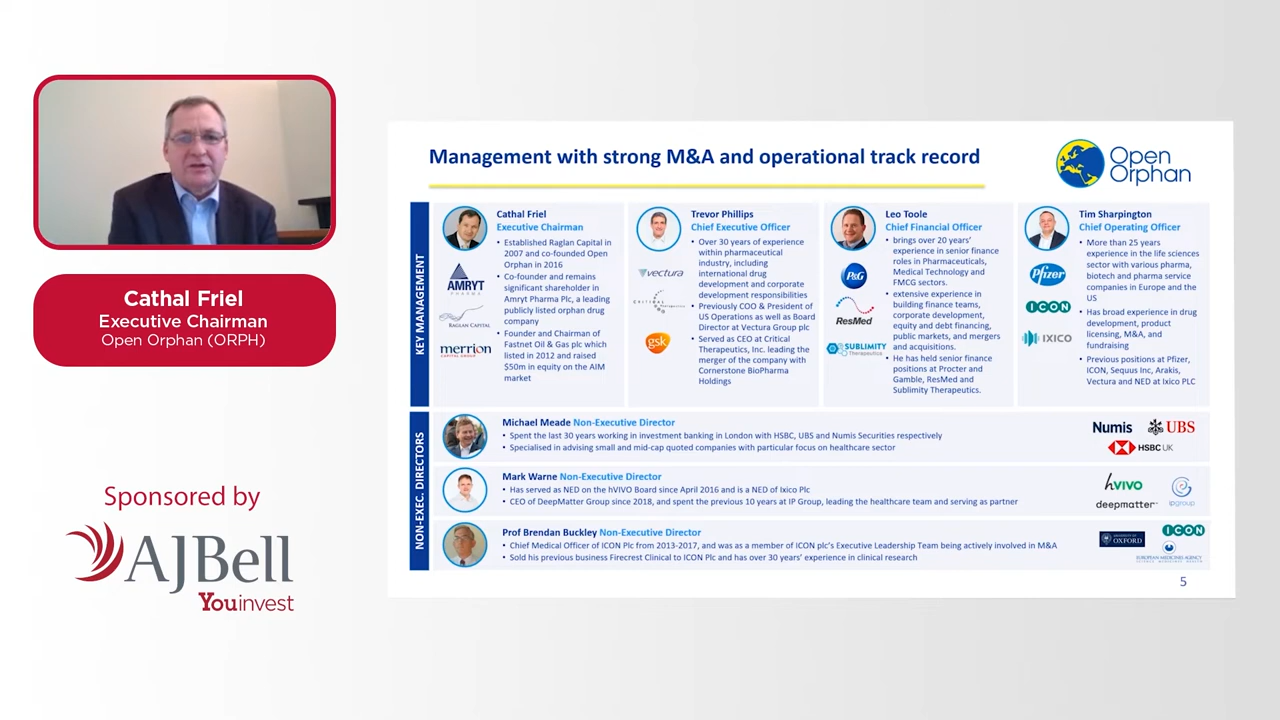 Cathal Friel
Executive Chairman
Open Orphan (ORPH)
Sponsored by
AJBell
Youinvest
Management with strong M&A and operational track record
Open
Orphan
KEY MANAGEMENT
Cathal Friel
Executive Chairman
• Established Raglan Capital in
2007 and co-founded Open
Orphan in 2016
• Co-founder and remains
significant shareholder in
Amryt Pharma Plc, a leading
publicly listed orphan drug
company
• Founder and Chairman of
Fastnet Oil & Gas plc which
listed in 2012 and raised
$50m in equity on the AIM
market
AMRYT
PHARMA
RAGLAN CAPITAL
merrion
CAPITAL GROUP
Trevor Phillips
Chief Executive Officer
• Over 30 years of experience
within pharmaceutical
industry, including
international drug
development and corporate
development responsibilities
• Previously COO & President of
US Operations as well as Board
Director at Vectura Group plc
• Served as CEO at Critical
Therapeutics, Inc. leading the
merger of the company with
Cornerstone BioPharma
Holdings
vectura
CRITICAL
gsk
Leo Toole
Chief Financial Officer
• brings over 20 years’
experience in senior finance
roles in Pharmaceuticals,
Medical Technology and
FMCG sectors.
• extensive experience in
building finance teams,
corporate development,
equity and debt financing,
public markets, and mergers
and acquisitions.
• He has held senior finance
positions at Procter and
Gamble, ResMed and
Sublimity Therapeutics.
P&G
ResMed
SUBLIMITY
Therapeutics
Tim Sharpington
Chief Operating Officer
• More than 25 years
experience in the life sciences
sector with various pharma,
biotech and pharma service
companies in Europe and the
US
• Has broad experience in drug
development, product
licensing, M&A, and
fundraising
• Previous positions at Pfizer,
ICON, Sequus Inc, Arakis,
Vectura and NED at Ixico PLC
Pfizer
ICON
IXICO
NON-EXEC. DIRECTORS
Michael Meade Non-Executive Director
• Spent the last 30 years working in investment banking in London with HSBC, UBS and Numis Securities respectively
• Specialised in advising small and mid-cap quoted companies with particular focus on healthcare sector
Numis
UBS
HSBC UK
Mark Warne Non-Executive Director
• Has served as NED on the hVIVO Board since April 2016 and is a NED of Ixico Plc
• CEO of DeepMatter Group since 2018, and spent the previous 10 years at IP Group, leading the healthcare team and serving as partner
hVIVO
deepmatter
ipgroup
Prof Brendan Buckley Non-Executive Director
• Chief Medical Officer of ICON Plc from 2013-2017, and was as a member of ICON plc’s Executive Leadership Team being actively involved in M&A
• Sold his previous business Firecrest Clinical to ICON Plc and has over 30 years’ experience in clinical research
UNIVERSITY OF
OXFORD
ICON
EUROPEAN MEDICINES AGENCY
5